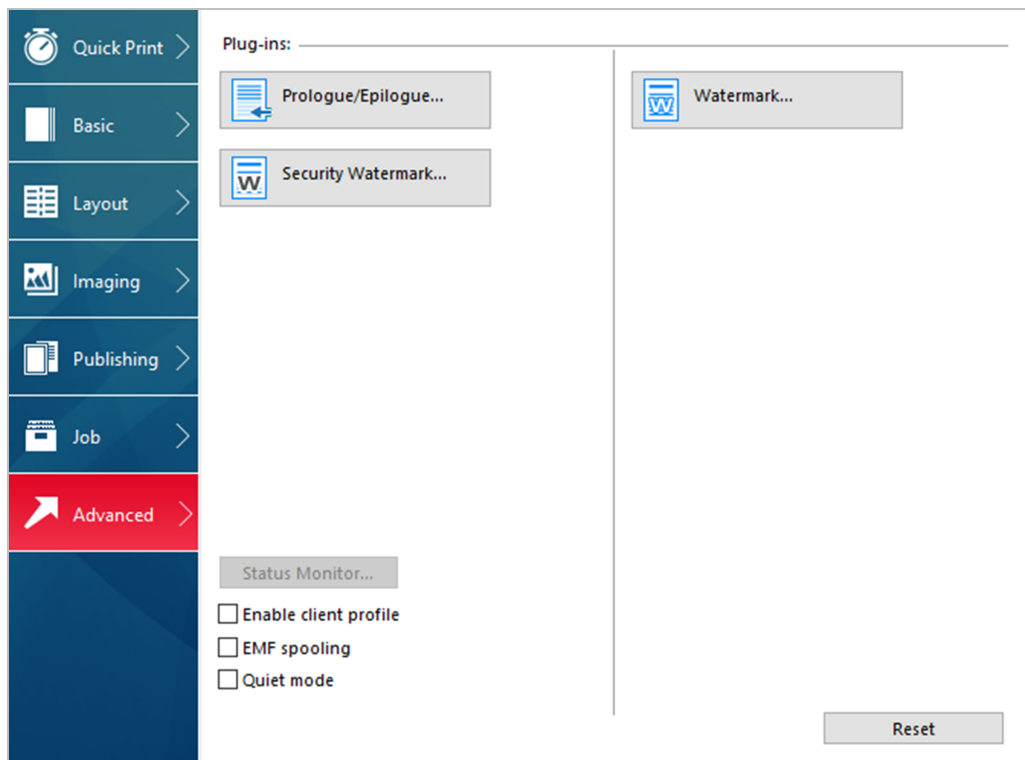 Quick Print
Basic
Layout
Imaging
Publishing
Job
Advanced
Plug-ins:
Prologue/Epilogue...
Watermark...
Security Watermark...
Status Monitor...
Enable client profile
EMF spooling
Quiet mode
Reset